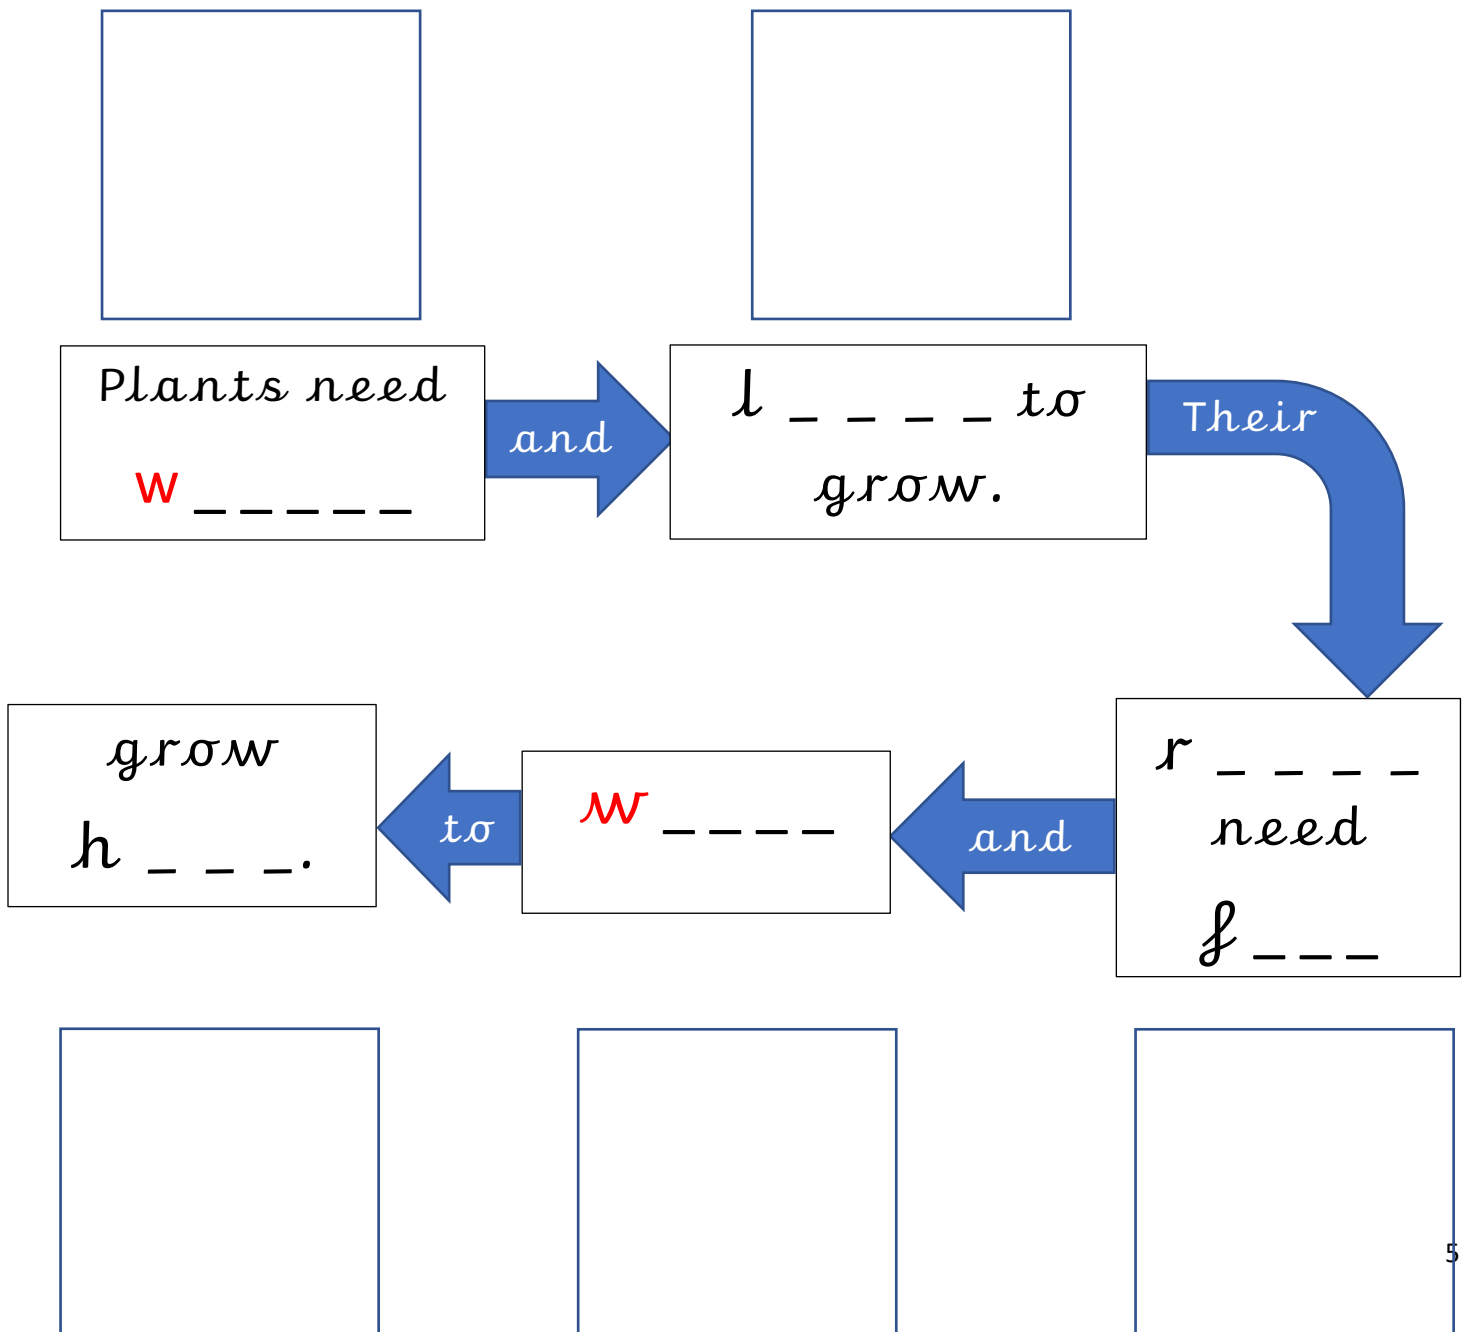 Plants need
w _ _ _ _ _
and
l _ _ _ _ to
grow.
Their
r _ _ _ _
need
f _ _ _
and
w _ _ _ _
to
grow
h _ _ _.
5